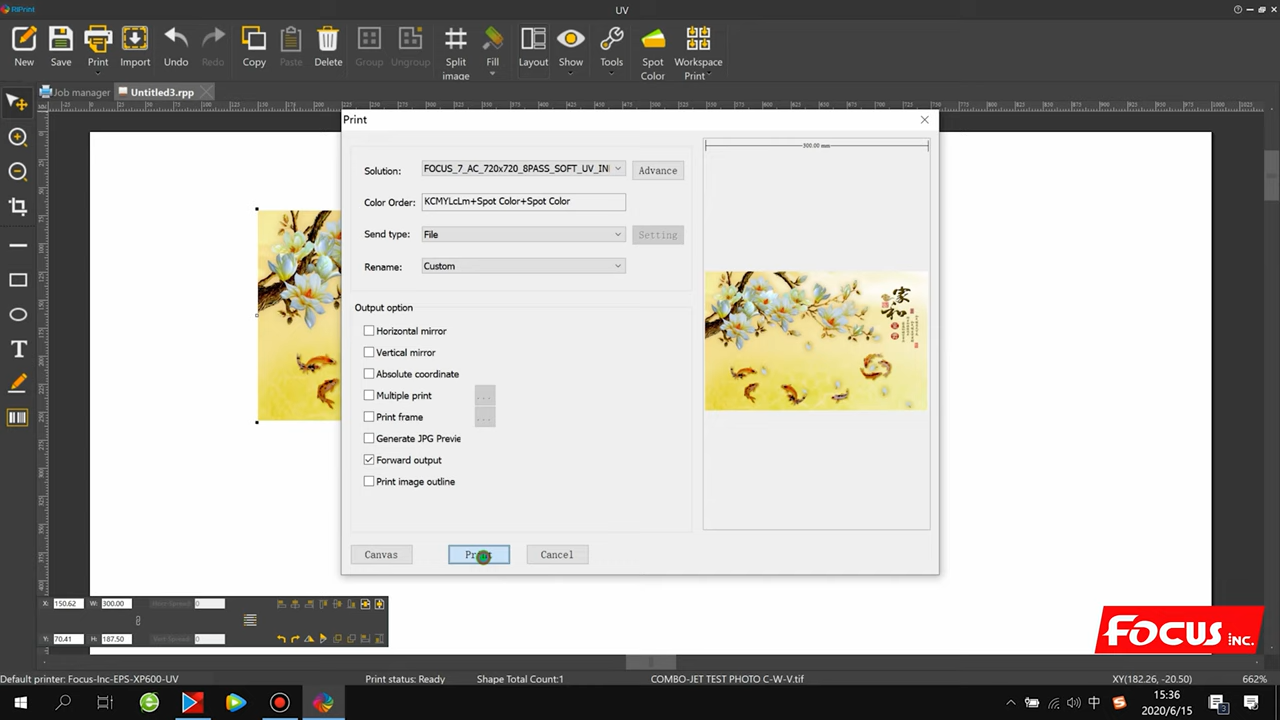 RIPrint
UV
New
Save
Print
Import
Undo
Redo
Copy
Paste
Delete
Group
Ungroup
Split image
Fill
Layout
Show
Tools
Spot Color
Workspace Print
Job manager
Untitled3.rpp
Print
Solution: FOCUS_7_AC_720x720_8PASS_SOFT_UV_IN
Advance
Color Order: KCMYLcLm+Spot Color+Spot Color
Send type: File
Setting
Rename: Custom
Output option
Horizontal mirror
Vertical mirror
Absolute coordinate
Multiple print ...
Print frame ...
Generate JPG Previe
Forward output
Print image outline
Canvas
Print
Cancel
300.00 mm
家
和
X: 150.62 W: 300.00 0
Y: 70.41 H: 187.50 0
FOCUS INC.
Default printer: Focus-Inc-EPS-XP600-UV
Print status: Ready
Shape Total Count:1
COMBO-JET TEST PHOTO C-W-V.tif
XY(182.26, -20.50)
662%
中
15:36
2020/6/15
3